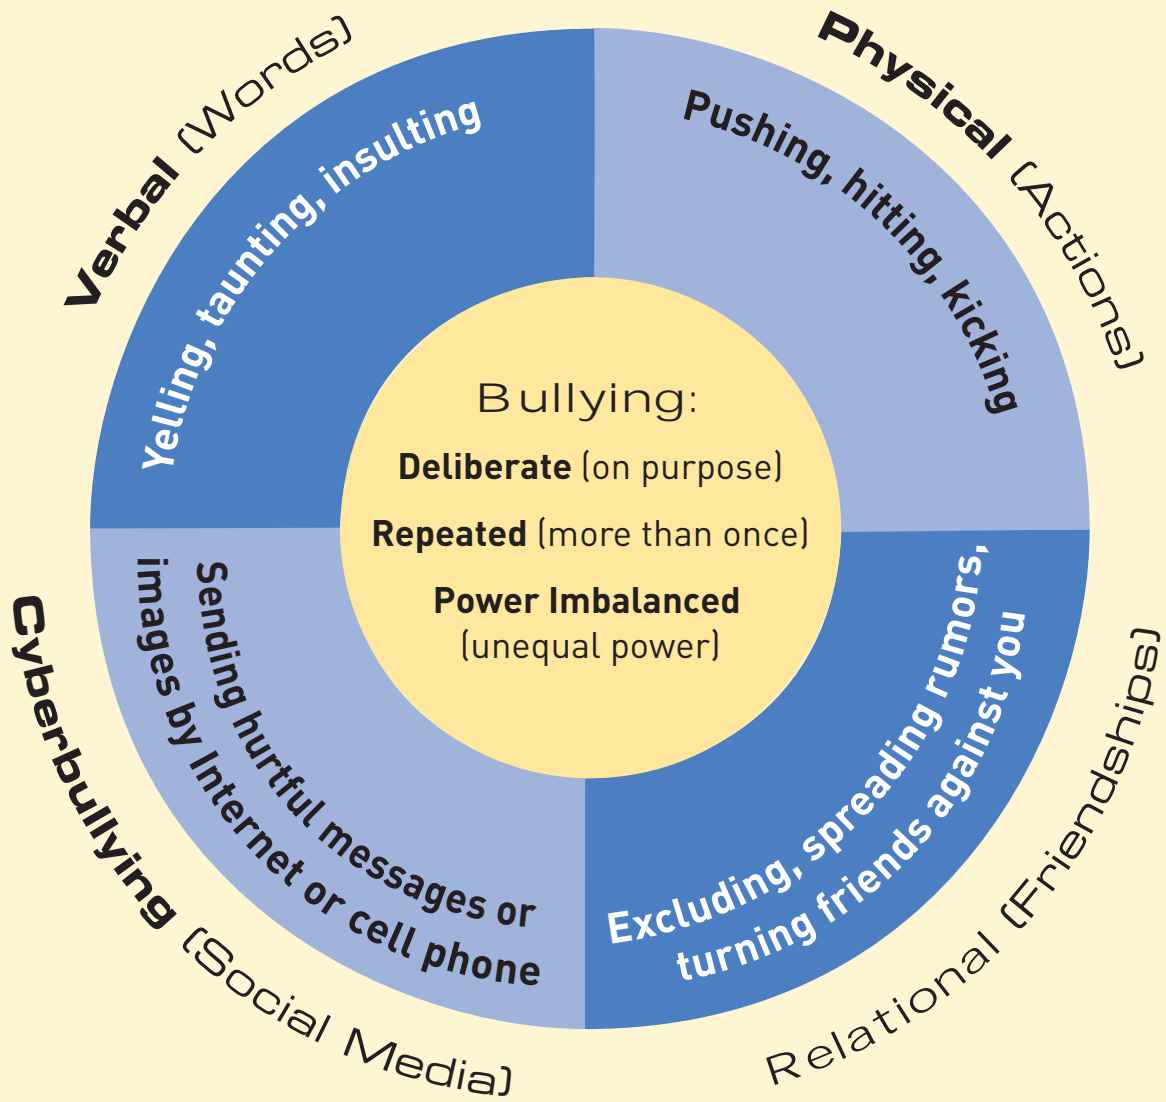 Verbal (Words)
Yelling, taunting, insulting
Physical (Actions)
Pushing, hitting, kicking
Bullying:
Deliberate (on purpose)
Repeated (more than once)
Power Imbalanced
(unequal power)
Cyberbullying (Social Media)
Sending hurtful messages or
images by Internet or cell phone
Relational (Friendships)
Excluding, spreading rumors,
turning friends against you